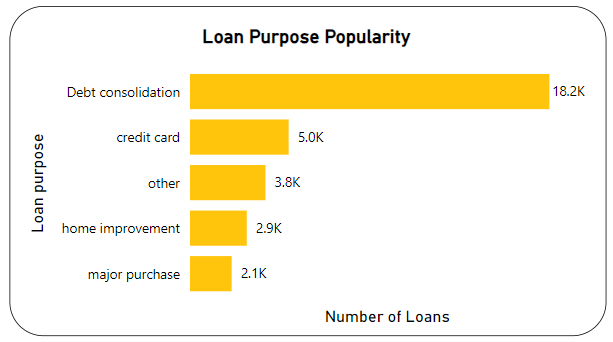 Loan Purpose Popularity
Loan purpose
Debt consolidation 18.2K
credit card 5.0K
other 3.8K
home improvement 2.9K
major purchase 2.1K
Number of Loans